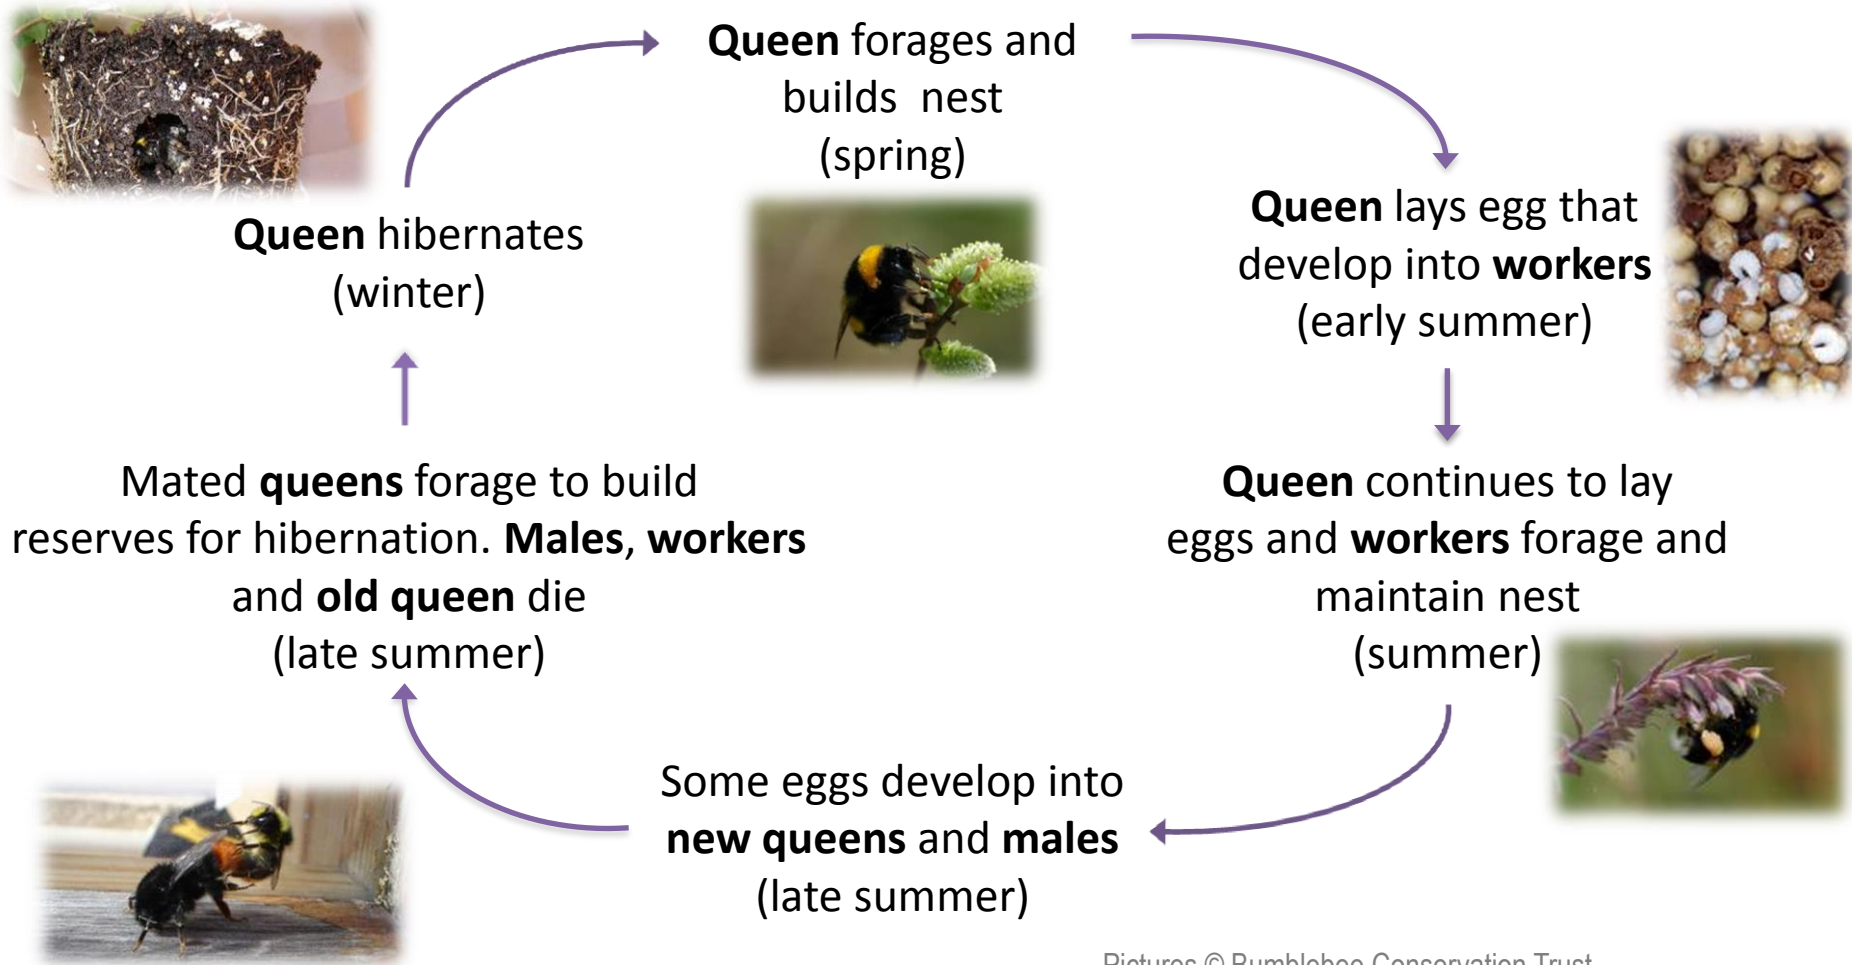 Queen forages and
builds nest
(spring)
Queen lays egg that
develop into workers
(early summer)
Queen continues to lay
eggs and workers forage and
maintain nest
(summer)
Some eggs develop into
new queens and males
(late summer)
Mated queens forage to build
reserves for hibernation. Males, workers
and old queen die
(late summer)
Queen hibernates
(winter)
Pictures © Bumblebee Conservation Trust